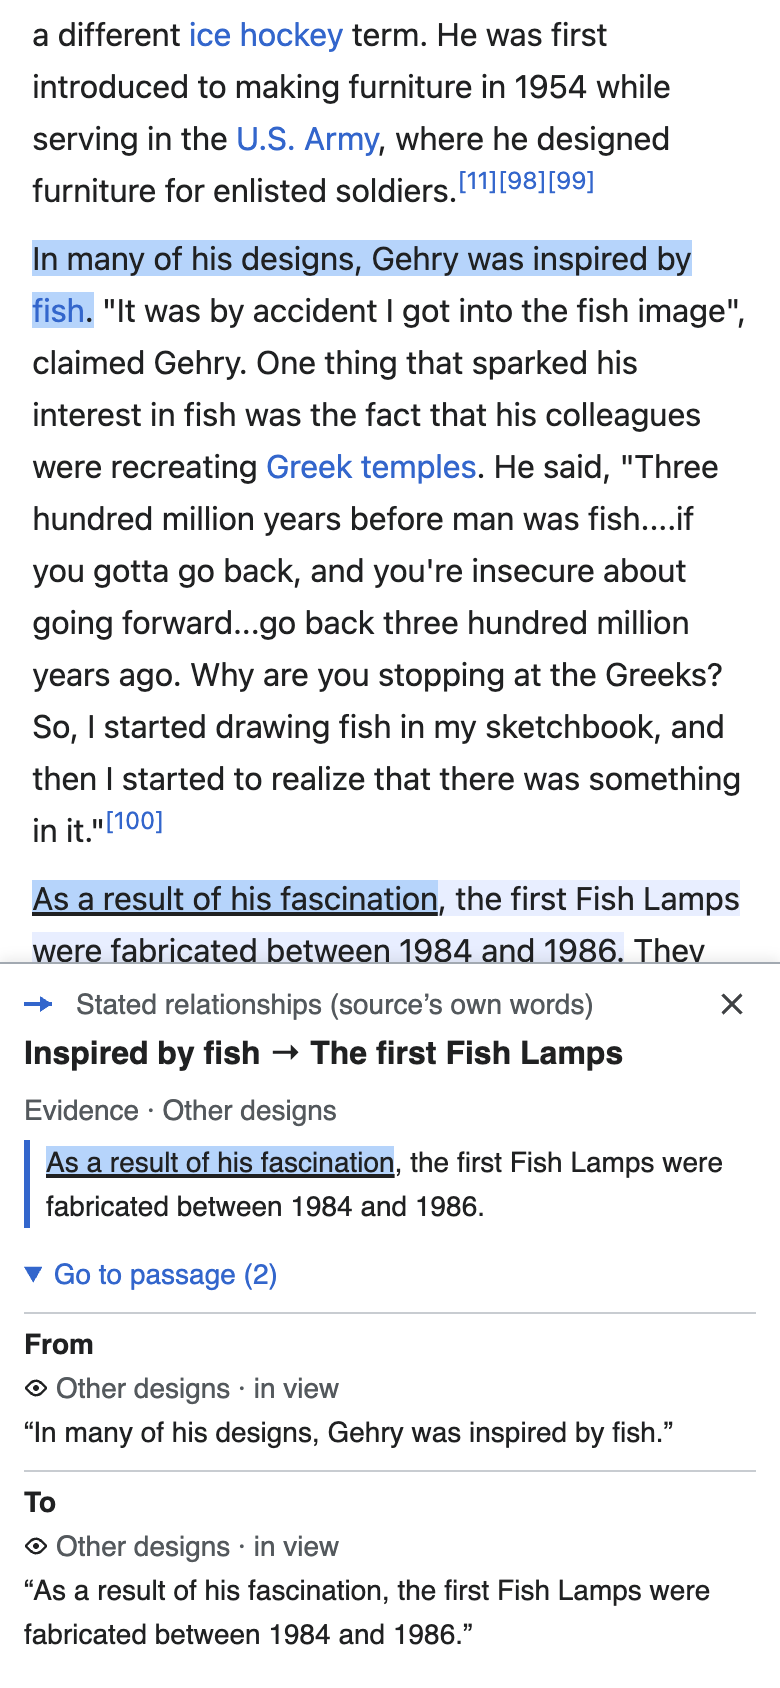 a different ice hockey term. He was first
introduced to making furniture in 1954 while
serving in the U.S. Army, where he designed
furniture for enlisted soldiers.[11][98][99]
In many of his designs, Gehry was inspired by
fish. "It was by accident I got into the fish image",
claimed Gehry. One thing that sparked his
interest in fish was the fact that his colleagues
were recreating Greek temples. He said, "Three
hundred million years before man was fish....if
you gotta go back, and you're insecure about
going forward...go back three hundred million
years ago. Why are you stopping at the Greeks?
So, I started drawing fish in my sketchbook, and
then I started to realize that there was something
in it."[100]
As a result of his fascination, the first Fish Lamps
were fabricated between 1984 and 1986. They
→ Stated relationships (source’s own words) ×
Inspired by fish → The first Fish Lamps
Evidence · Other designs
As a result of his fascination, the first Fish Lamps were
fabricated between 1984 and 1986.
▼ Go to passage (2)
From
Other designs · in view
“In many of his designs, Gehry was inspired by fish.”
To
Other designs · in view
“As a result of his fascination, the first Fish Lamps were
fabricated between 1984 and 1986.”